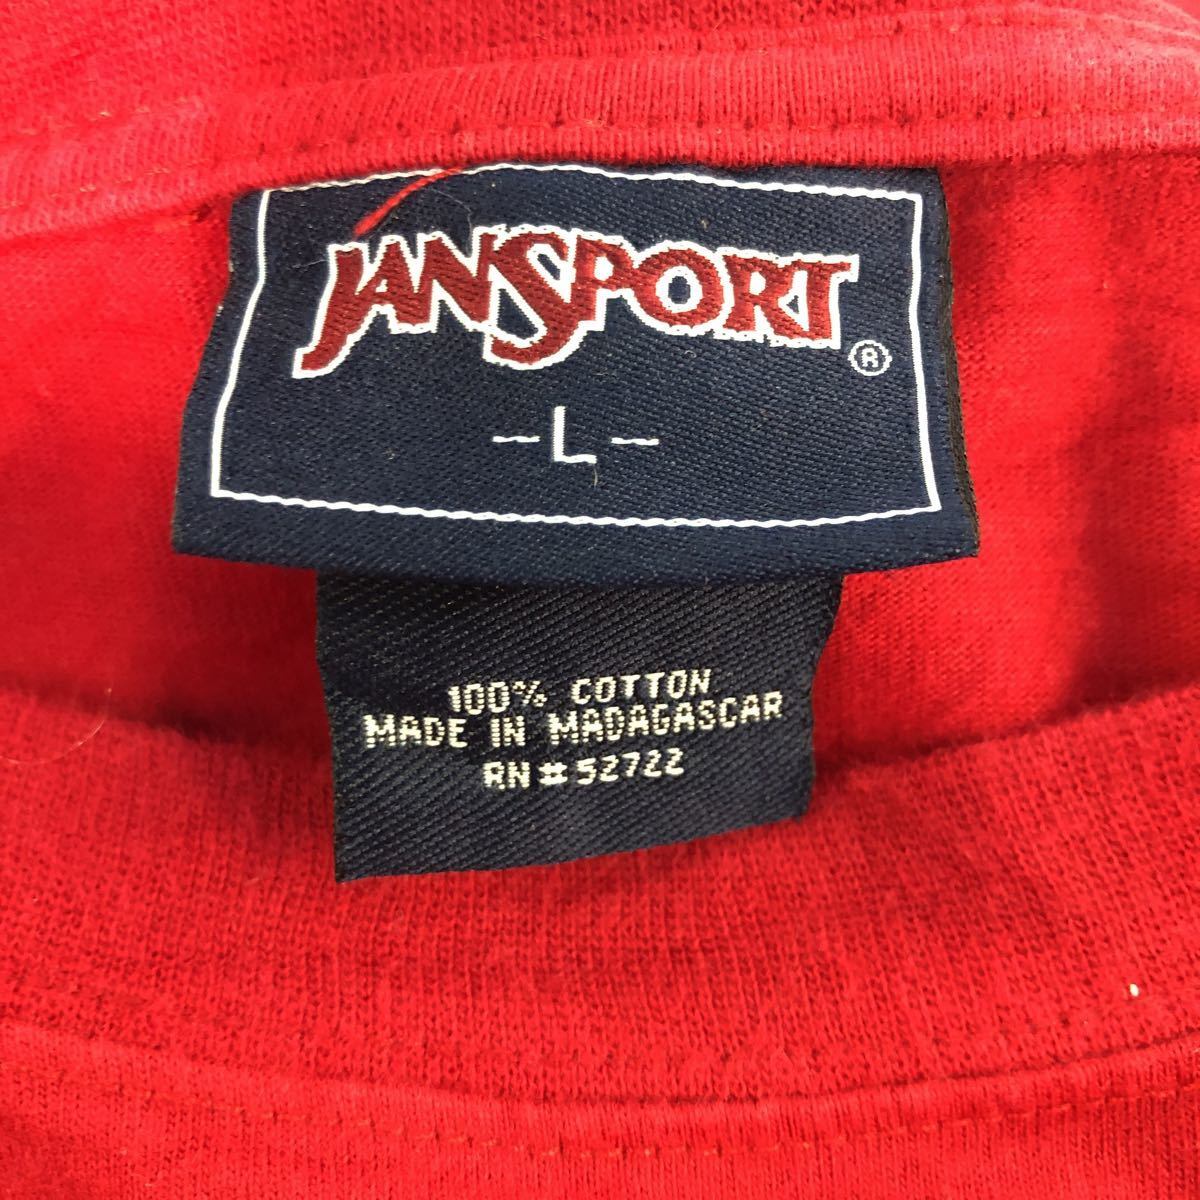 JANSPORT®
-L-
100% COTTON
MADE IN MADAGASCAR
RN#52722